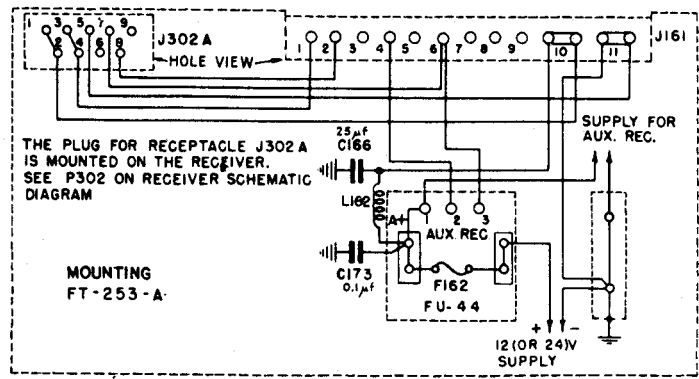 1 3 5 7 9
2 4 6 8
J302A
HOLE VIEW
1 2 3 4 5 6 7 8 9 10 11
J161
THE PLUG FOR RECEPTACLE J302A
IS MOUNTED ON THE RECEIVER.
SEE P302 ON RECEIVER SCHEMATIC
DIAGRAM
25μf
C166
SUPPLY FOR
AUX. REC.
L162
A+
1 2 3
AUX. REC
C173
0.1μf
F162
FU-44
MOUNTING
FT-253-A
+ -
12(OR 24)V
SUPPLY